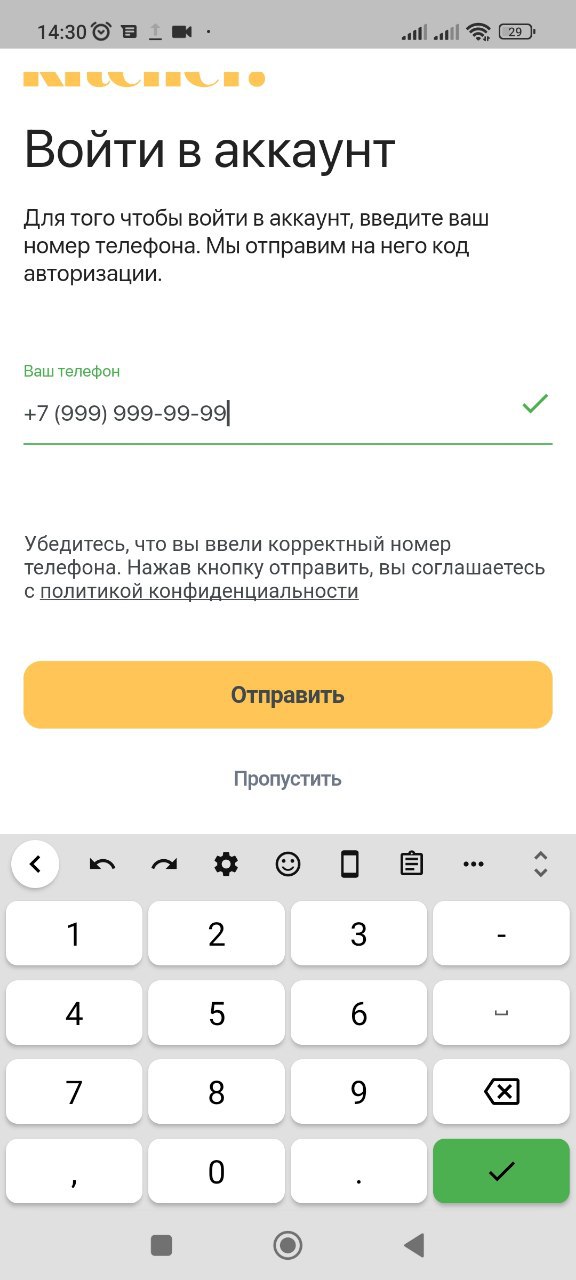 14:30
29
Войти в аккаунт
Для того чтобы войти в аккаунт, введите ваш
номер телефона. Мы отправим на него код
авторизации.
Ваш телефон
+7 (999) 999-99-99
Убедитесь, что вы ввели корректный номер
телефона. Нажав кнопку отправить, вы соглашаетесь
с политикой конфиденциальности
Отправить
Пропустить
1 2 3 -
4 5 6
7 8 9
, 0 .